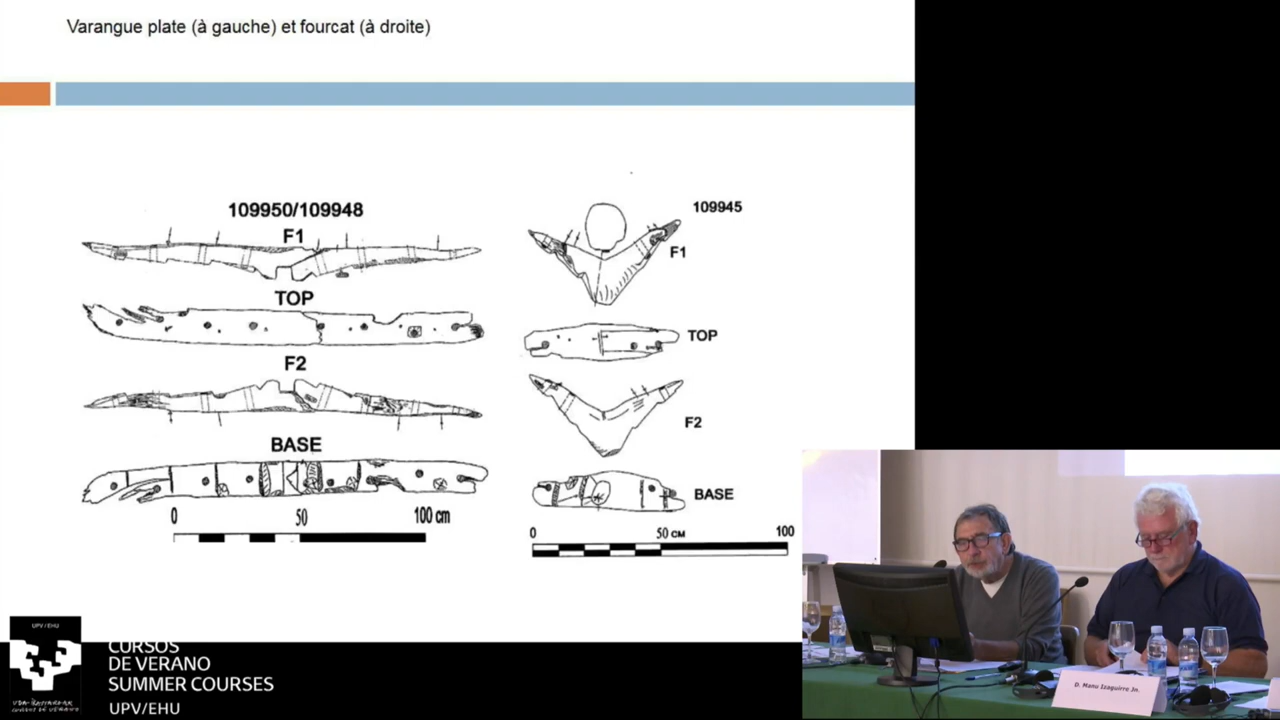 Varangue plate (à gauche) et fourcat (à droite)
109950/109948
F1
TOP
F2
BASE
0 50 100 cm
109945
F1
TOP
F2
BASE
0 50 CM 100
UPV/EHU
CURSOS
DE VERANO
SUMMER COURSES
UPV/EHU
D. Manu Izaguirre Jn.